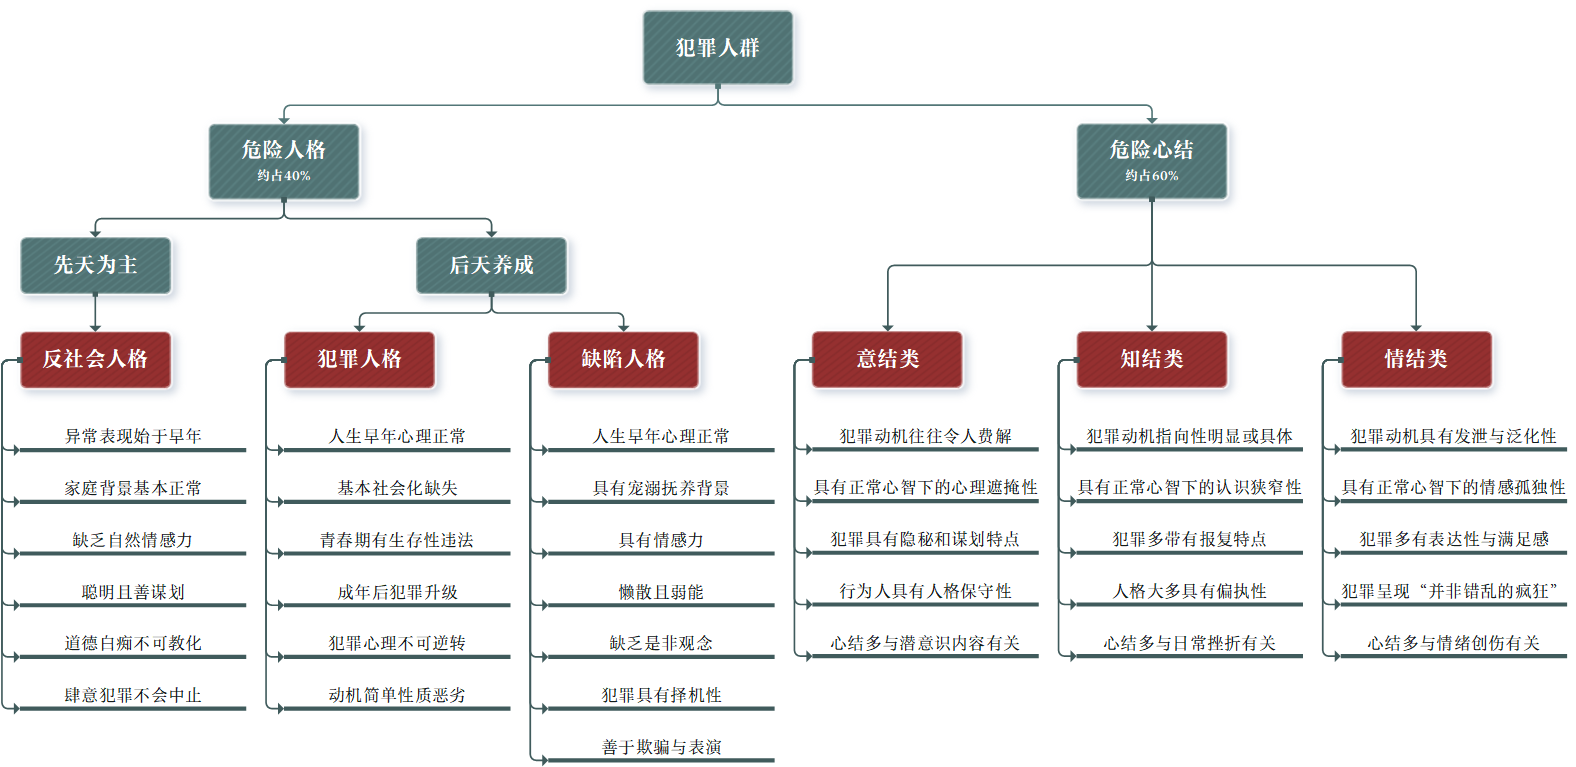 犯罪人群
危险人格
约占40%
危险心结
约占60%
先天为主
后天养成
反社会人格
异常表现始于早年
家庭背景基本正常
缺乏自然情感力
聪明且善谋划
道德白痴不可教化
肆意犯罪不会中止
犯罪人格
人生早年心理正常
基本社会化缺失
青春期有生存性违法
成年后犯罪升级
犯罪心理不可逆转
动机简单性质恶劣
缺陷人格
人生早年心理正常
具有宠溺抚养背景
具有情感力
懒散且弱能
缺乏是非观念
犯罪具有择机性
善于欺骗与表演
意结类
犯罪动机往往令人费解
具有正常心智下的心理遮掩性
犯罪具有隐秘和谋划特点
行为人具有人格保守性
心结多与潜意识内容有关
知结类
犯罪动机指向性明显或具体
具有正常心智下的认识狭窄性
犯罪多带有报复特点
人格大多具有偏执性
心结多与日常挫折有关
情结类
犯罪动机具有发泄与泛化性
具有正常心智下的情感孤独性
犯罪多有表达性与满足感
犯罪呈现“并非错乱的疯狂”
心结多与情绪创伤有关